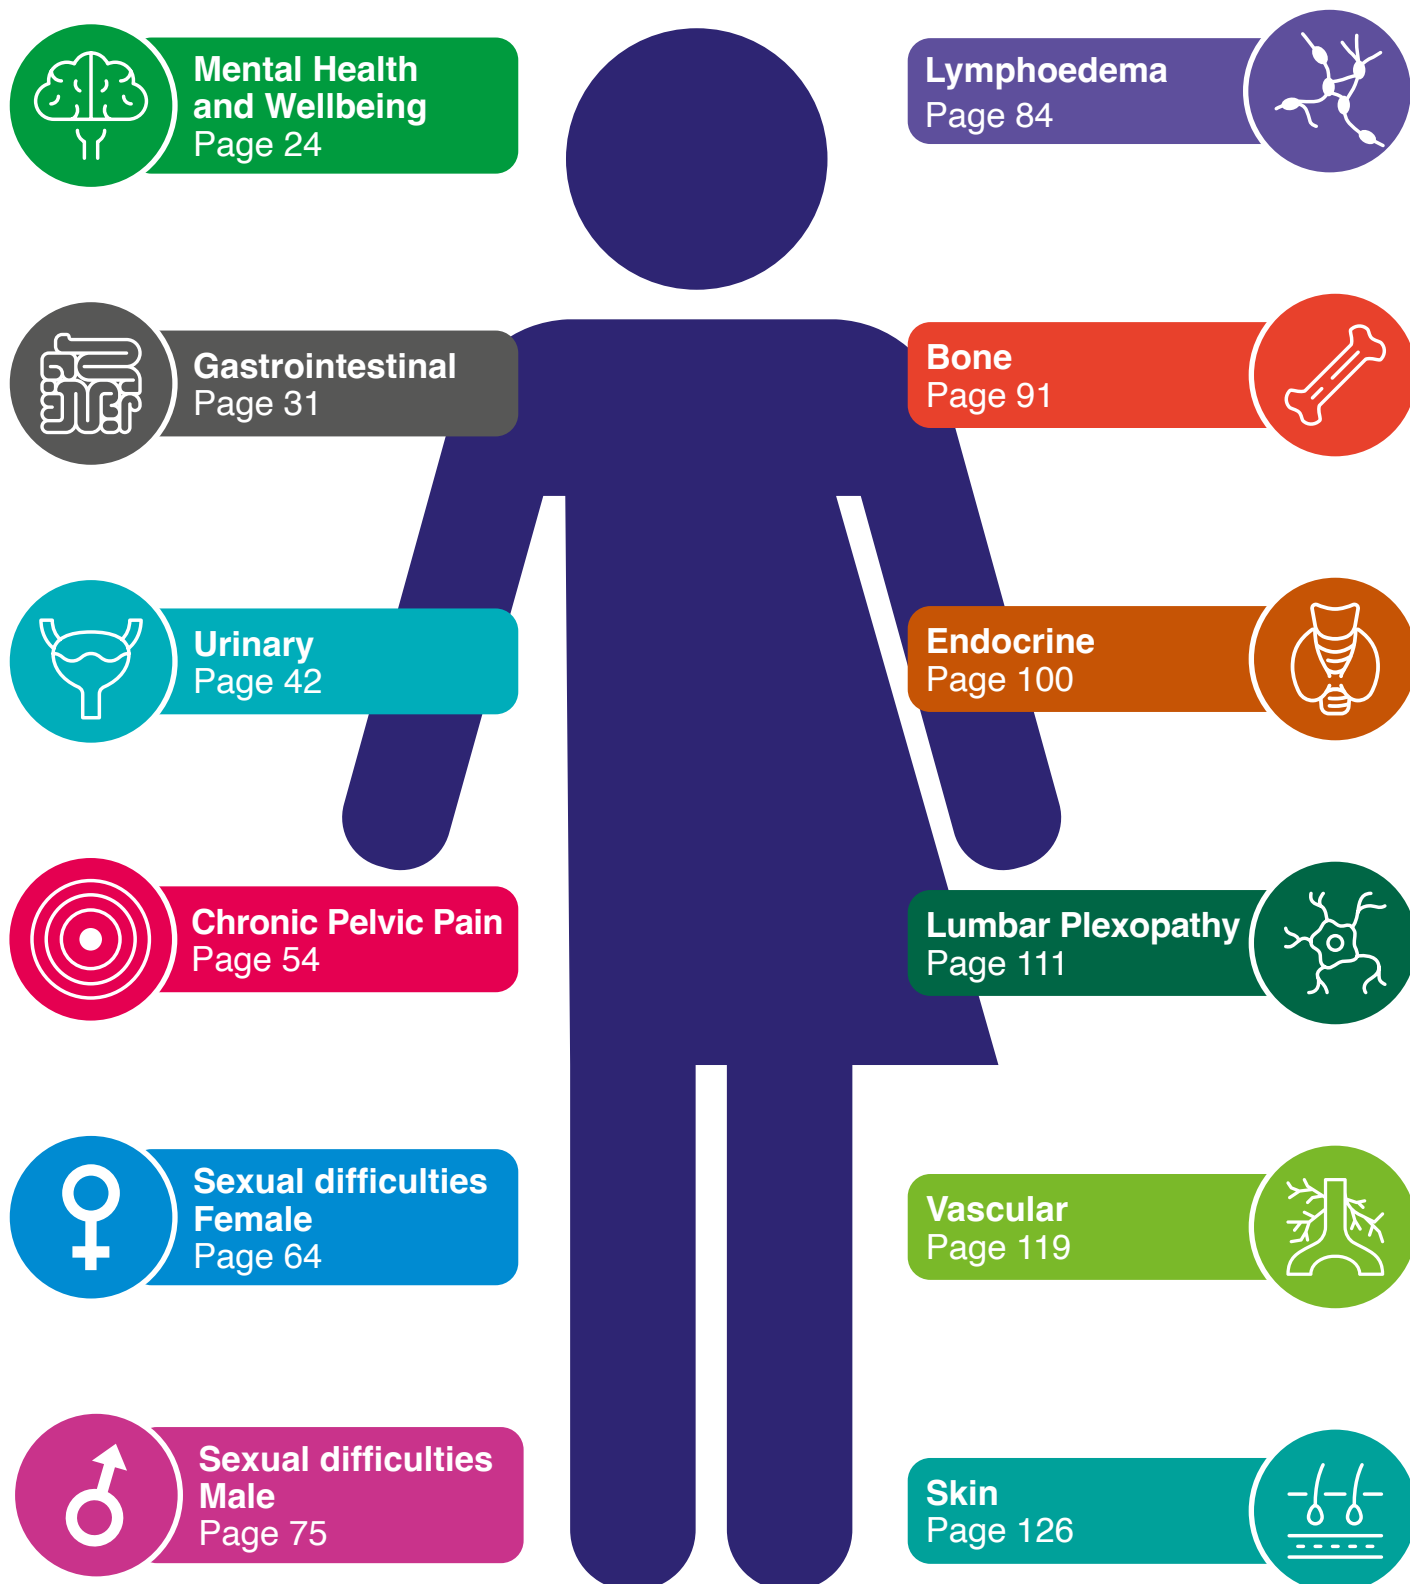 Mental Health
and Wellbeing
Page 24
Gastrointestinal
Page 31
Urinary
Page 42
Chronic Pelvic Pain
Page 54
Sexual difficulties
Female
Page 64
Sexual difficulties
Male
Page 75
Lymphoedema
Page 84
Bone
Page 91
Endocrine
Page 100
Lumbar Plexopathy
Page 111
Vascular
Page 119
Skin
Page 126